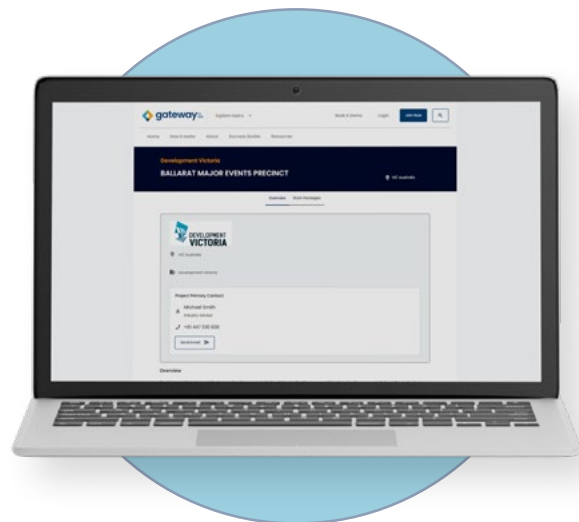 gateway
Explore topics
Book a Demo
Login
Join Now
Home
How it works
About
Success Stories
Resources
Development Victoria
BALLARAT MAJOR EVENTS PRECINCT
VIC Australia
Overview
Work Packages
DEVELOPMENT
VICTORIA
VIC Australia
Development Victoria
Project Primary Contact
Michael Smith
Industry Advisor
Send Email
Overview